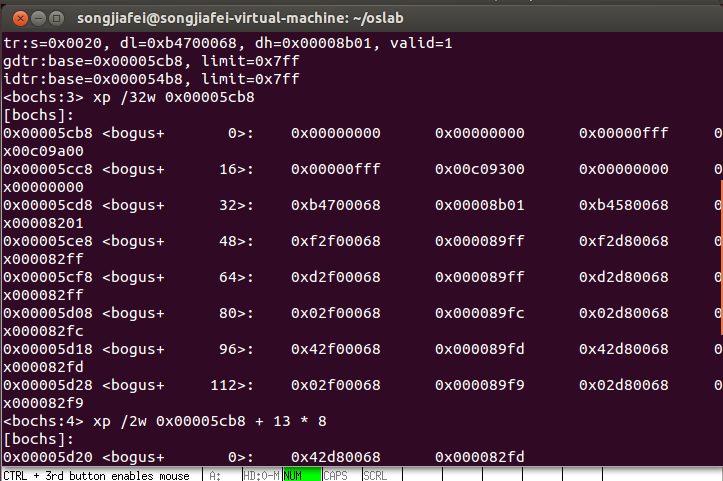 songjiafei@songjiafei-virtual-machine: ~/oslab
tr:s=0x0020, dl=0xb4700068, dh=0x00008b01, valid=1
gdtr:base=0x00005cb8, limit=0x7ff
idtr:base=0x000054b8, limit=0x7ff
<bochs:3> xp /32w 0x00005cb8
[bochs]:
0x00005cb8 <bogus+       0>:    0x00000000      0x00000000      0x00000fff      0
x00c09a00
0x00005cc8 <bogus+      16>:    0x00000fff      0x00c09300      0x00000000      0
x00000000
0x00005cd8 <bogus+      32>:    0xb4700068      0x00008b01      0xb4580068      0
x00008201
0x00005ce8 <bogus+      48>:    0xf2f00068      0x000089ff      0xf2d80068      0
x000082ff
0x00005cf8 <bogus+      64>:    0xd2f00068      0x000089ff      0xd2d80068      0
x000082ff
0x00005d08 <bogus+      80>:    0x02f00068      0x000089fc      0x02d80068      0
x000082fc
0x00005d18 <bogus+      96>:    0x42f00068      0x000089fd      0x42d80068      0
x000082fd
0x00005d28 <bogus+     112>:    0x02f00068      0x000089f9      0x02d80068      0
x000082f9
<bochs:4> xp /2w 0x00005cb8 + 13 * 8
[bochs]:
0x00005d20 <bogus+       0>:    0x42d80068      0x000082fd
CTRL + 3rd button enables mouse A: HD:0-M NUM CAPS SCRL